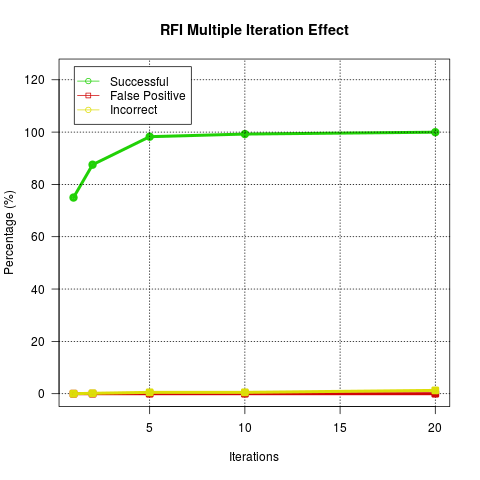 RFI Multiple Iteration Effect
Successful
False Positive
Incorrect
Percentage (%)
120
100
80
60
40
20
0
5
10
15
20
Iterations